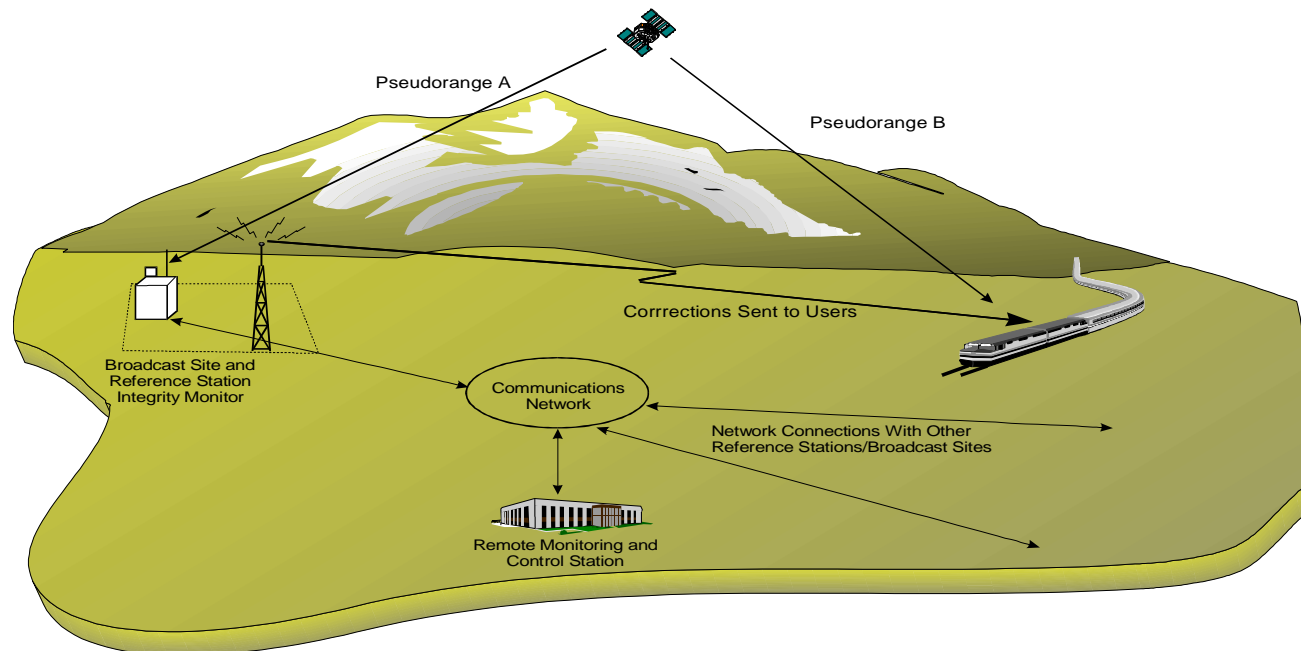 Pseudorange A
Pseudorange B
Corrrections Sent to Users
Broadcast Site and
Reference Station
Integrity Monitor
Communications
Network
Network Connections With Other
Reference Stations/Broadcast Sites
Remote Monitoring and
Control Station